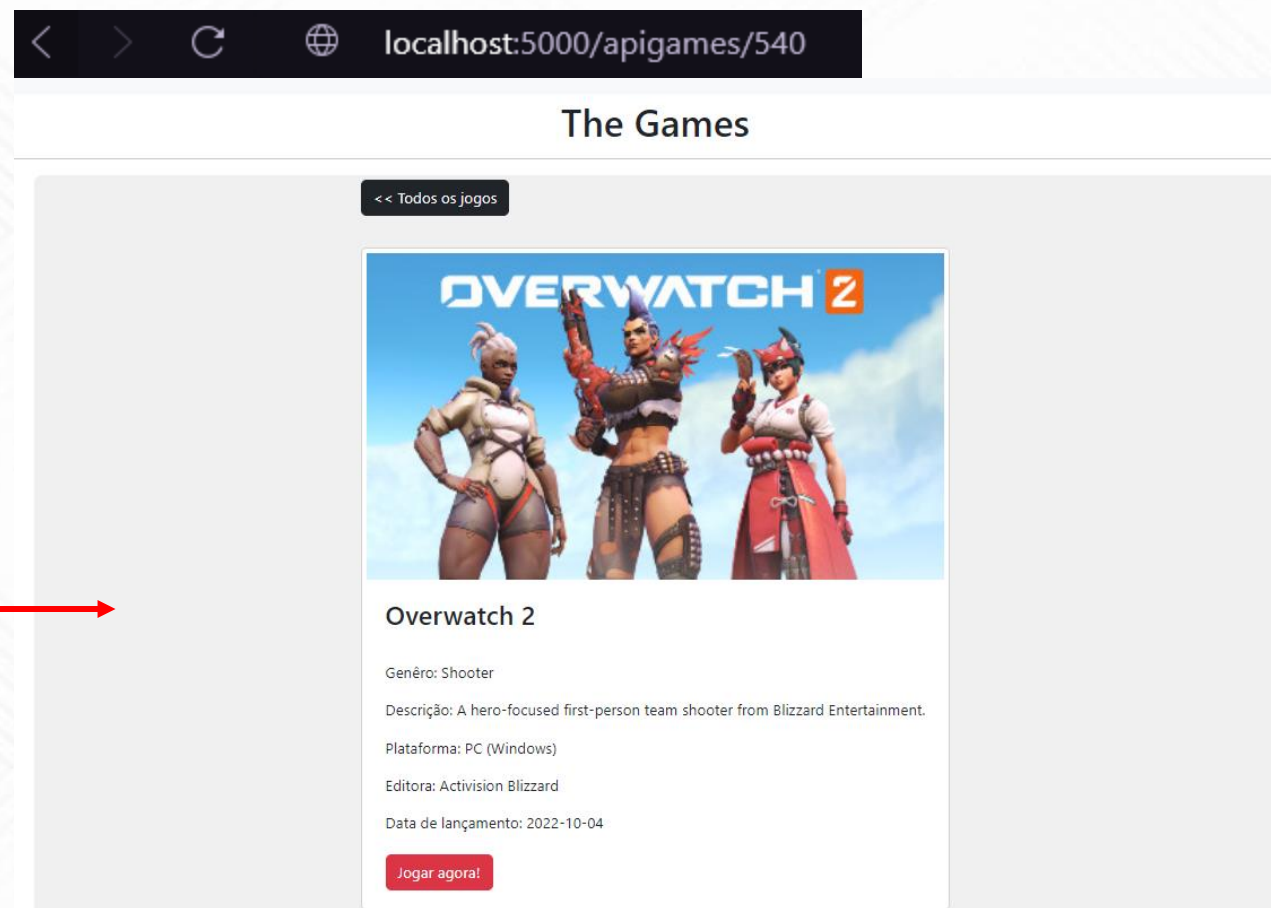 localhost:5000/apigames/540
The Games
<< Todos os jogos
OVERWATCH 2
Overwatch 2
Genêro: Shooter
Descrição: A hero-focused first-person team shooter from Blizzard Entertainment.
Plataforma: PC (Windows)
Editora: Activision Blizzard
Data de lançamento: 2022-10-04
Jogar agora!